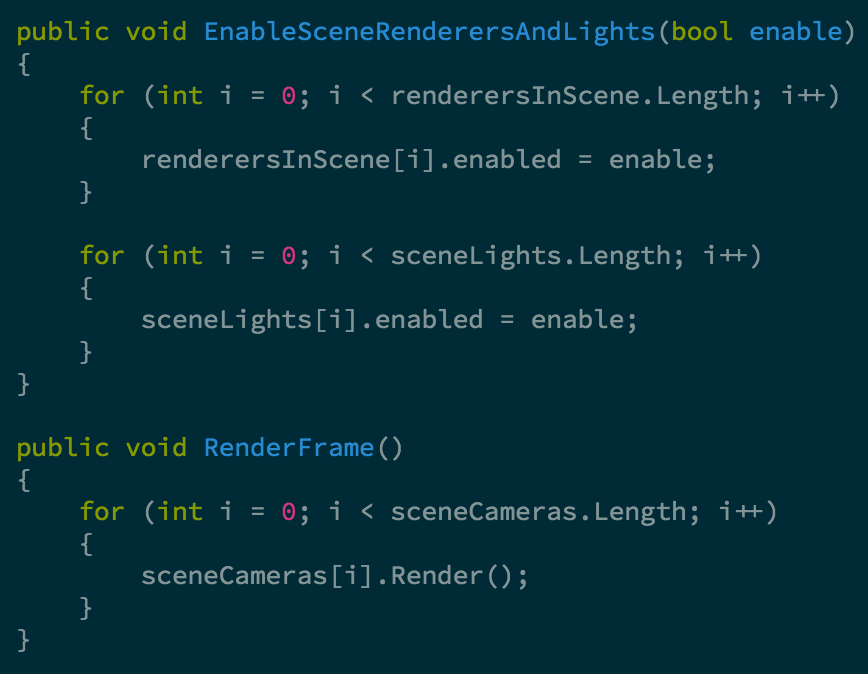 public void EnableSceneRenderersAndLights(bool enable)
{
    for (int i = 0; i < renderersInScene.Length; i++)
    {
        renderersInScene[i].enabled = enable;
    }

    for (int i = 0; i < sceneLights.Length; i++)
    {
        sceneLights[i].enabled = enable;
    }
}

public void RenderFrame()
{
    for (int i = 0; i < sceneCameras.Length; i++)
    {
        sceneCameras[i].Render();
    }
}